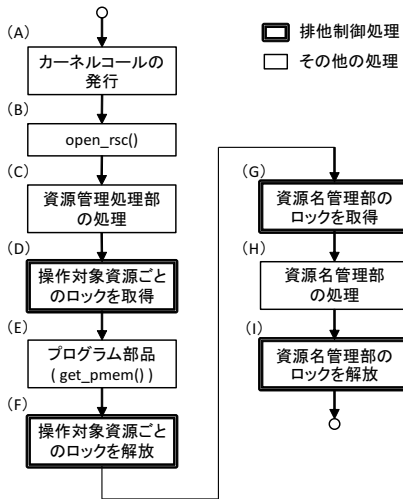 (A)
カーネルコールの
発行
(B)
open_rsc()
(C)
資源管理処理部
の処理
(D)
操作対象資源ごと
のロックを取得
(E)
プログラム部品
( get_pmem() )
(F)
操作対象資源ごと
のロックを解放
排他制御処理
その他の処理
(G)
資源名管理部の
ロックを取得
(H)
資源名管理部
の処理
(I)
資源名管理部の
ロックを解放